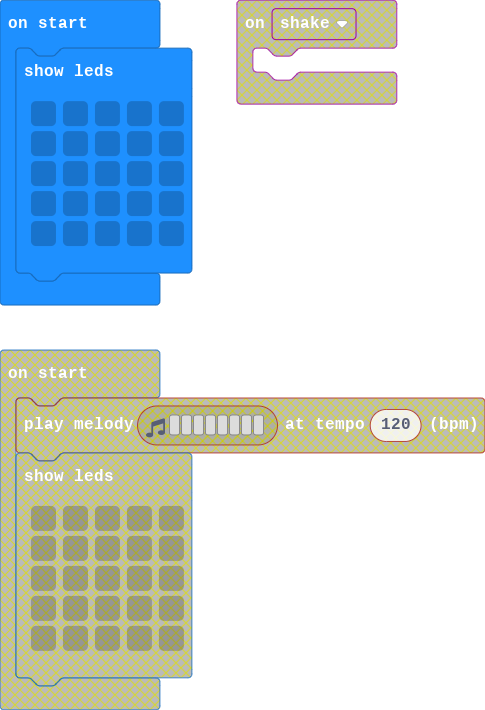 on start
show leds
on shake
on start
play melody at tempo 120 (bpm)
show leds